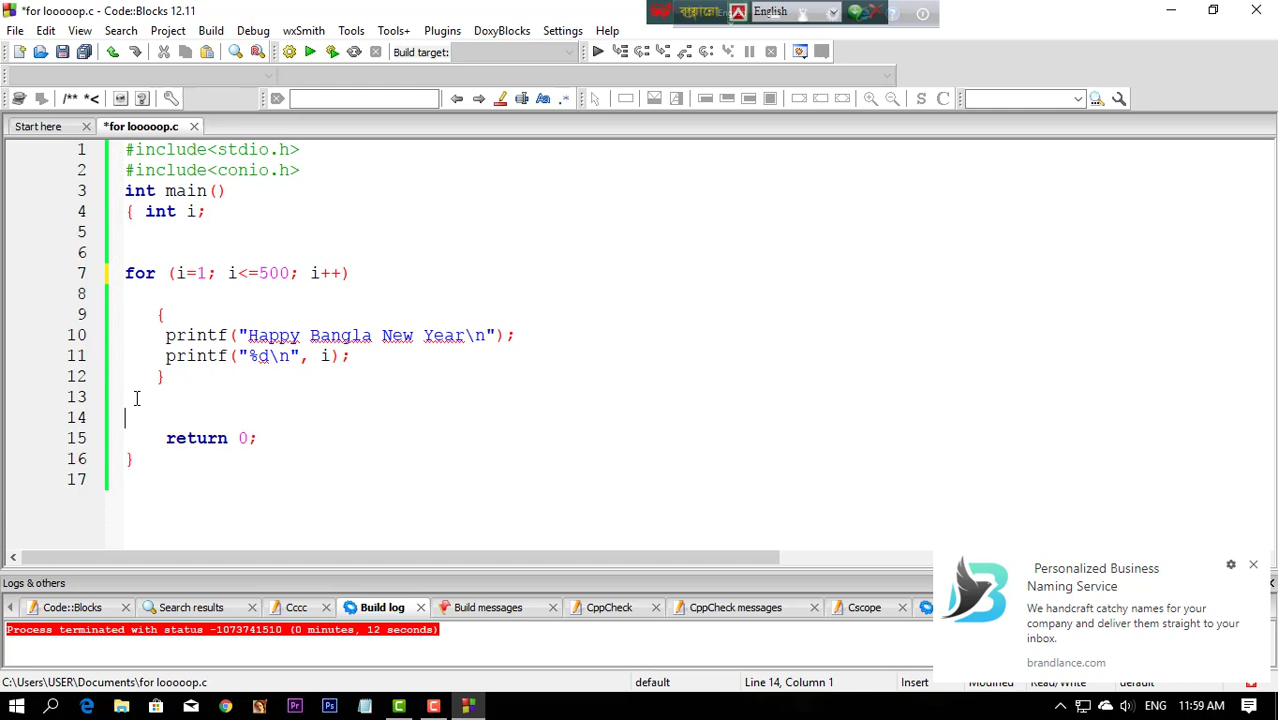 *for looooop.c - Code::Blocks 12.11
English
File Edit View Search Project Build Debug wxSmith Tools Tools+ Plugins DoxyBlocks Settings Help
Build target:
/** *<
.*
S C
Start here
*for looooop.c
1 #include<stdio.h>
2 #include<conio.h>
3 int main()
4 { int i;
5
6
7 for (i=1; i<=500; i++)
8
9 {
10 printf("Happy Bangla New Year\n");
11 printf("%d\n", i);
12 }
13
14
15 return 0;
16 }
17
Personalized Business
Naming Service
We handcraft catchy names for your
company and deliver them straight to your
inbox.
brandlance.com
Logs & others
Code::Blocks Search results Cccc Build log Build messages CppCheck CppCheck messages Cscope
Process terminated with status -1073741510 (0 minutes, 12 seconds)
C:\Users\USER\Documents\for looooop.c default Line 14, Column 1 Insert Modified Read/Write default
Pr Ps ENG 11:59 AM